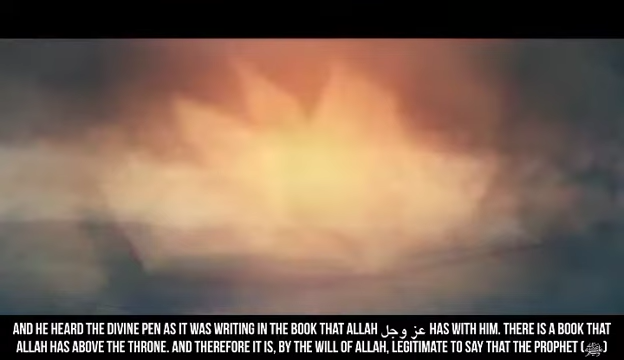 AND HE HEARD THE DIVINE PEN AS IT WAS WRITING IN THE BOOK THAT ALLAH عز وجل HAS WITH HIM. THERE IS A BOOK THAT
ALLAH HAS ABOVE THE THRONE. AND THEREFORE IT IS, BY THE WILL OF ALLAH, LEGITIMATE TO SAY THAT THE PROPHET (ﷺ)